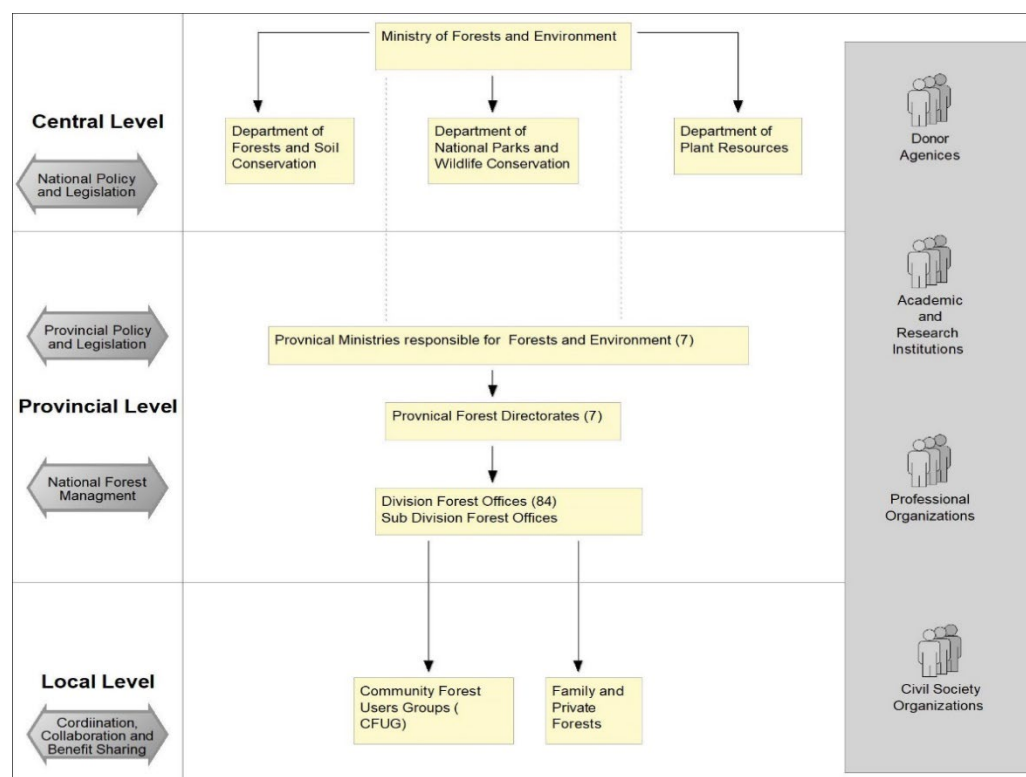 Ministry of Forests and Environment
Central Level
National Policy
and Legislation
Department of
Forests and Soil
Conservation
Department of
National Parks and
Wildlife Conservation
Department of
Plant Resources
Donor
Agenices
Provincial Policy
and Legislation
Provnical Ministries responsible for Forests and Environment (7)
Academic
and
Research
Institutions
Provincial Level
Provnical Forest Directorates (7)
National Forest
Managment
Division Forest Offices (84)
Sub Division Forest Offices
Professional
Organizations
Local Level
Cordiination,
Collaboration and
Benefit Sharing
Community Forest
Users Groups (
CFUG)
Family and
Private
Forests
Civil Society
Organizations